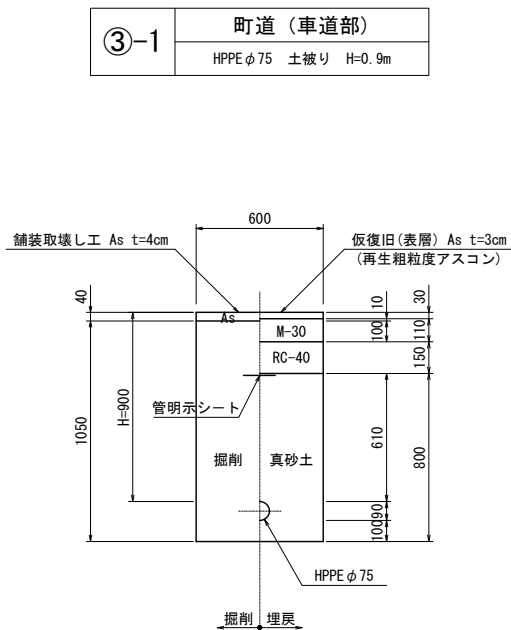 ③-1
町道（車道部）
HPPEφ75 土被り H=0.9m
600
舗装取壊し工 As t=4cm
仮復旧(表層) As t=3cm
(再生粗粒度アスコン)
40
10
30
As
M-30
100
110
RC-40
150
H=900
管明示シート
1050
掘削
真砂土
610
800
90
100
HPPEφ75
掘削
埋戻